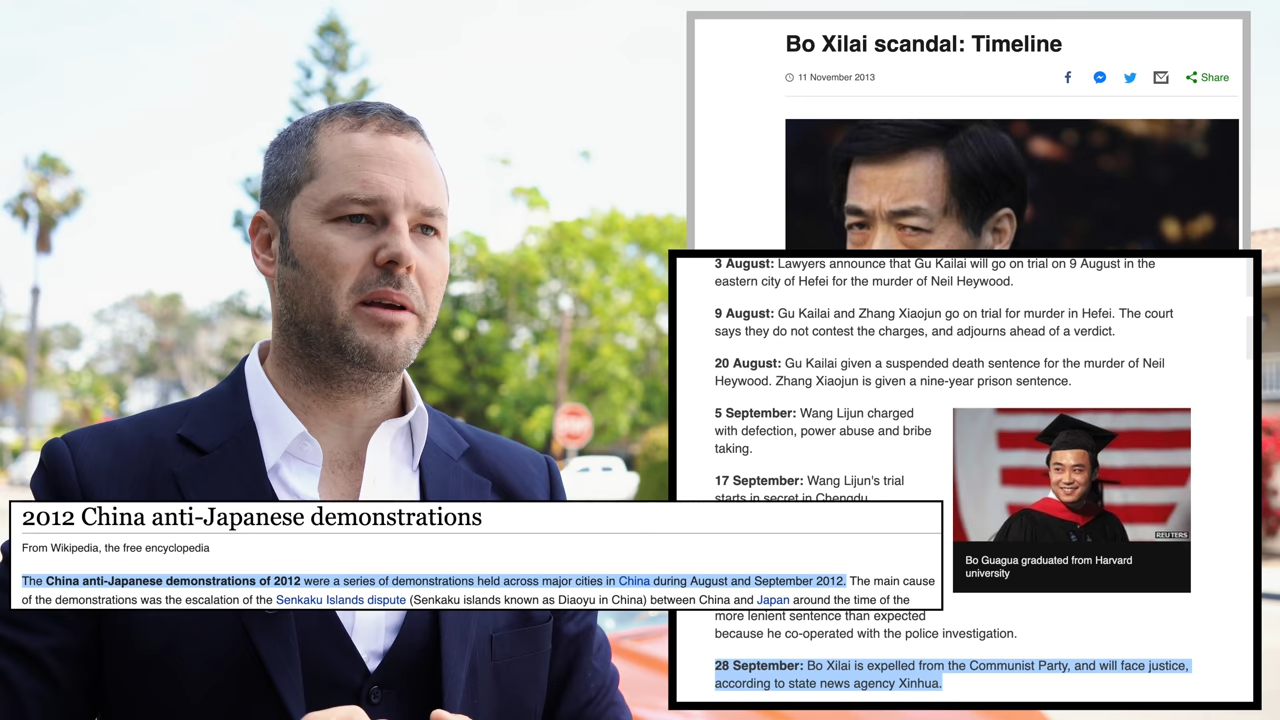 Bo Xilai scandal: Timeline
11 November 2013
Share
3 August: Lawyers announce that Gu Kailai will go on trial on 9 August in the
eastern city of Hefei for the murder of Neil Heywood.
9 August: Gu Kailai and Zhang Xiaojun go on trial for murder in Hefei. The court
says they do not contest the charges, and adjourns ahead of a verdict.
20 August: Gu Kailai given a suspended death sentence for the murder of Neil
Heywood. Zhang Xiaojun is given a nine-year prison sentence.
5 September: Wang Lijun charged
with defection, power abuse and bribe
taking.
17 September: Wang Lijun's trial
starts in secret in Chengdu
REUTERS
Bo Guagua graduated from Harvard
university
2012 China anti-Japanese demonstrations
From Wikipedia, the free encyclopedia
The China anti-Japanese demonstrations of 2012 were a series of demonstrations held across major cities in China during August and September 2012. The main cause
of the demonstrations was the escalation of the Senkaku Islands dispute (Senkaku islands known as Diaoyu in China) between China and Japan around the time of the
more lenient sentence than expected
because he co-operated with the police investigation.
28 September: Bo Xilai is expelled from the Communist Party, and will face justice,
according to state news agency Xinhua.